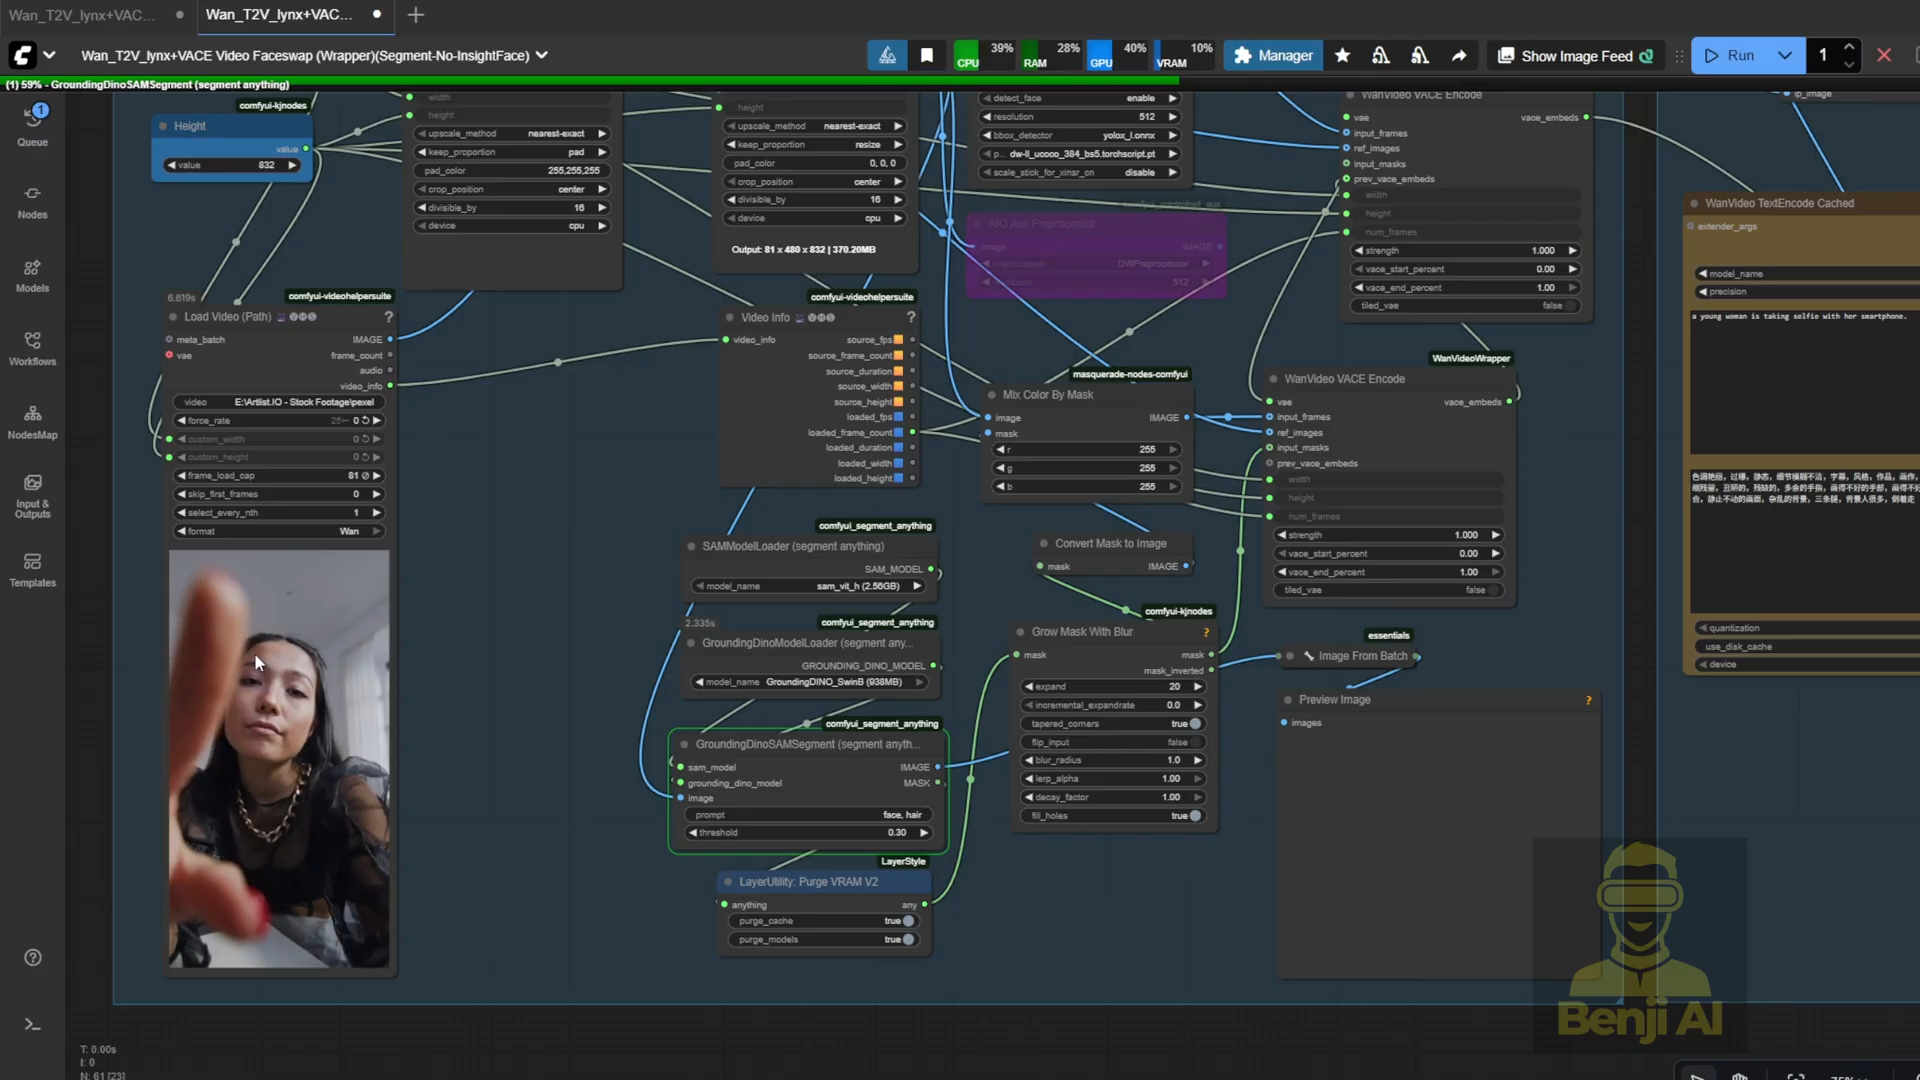 Wan_T2V_lynx+VAC...
Wan_T2V_lynx+VAC...
Wan_T2V_lynx+VACE Video Faceswap (Wrapper)(Segment-No-InsightFace)
CPU
39%
RAM
28%
GPU
40%
VRAM
10%
Manager
Show Image Feed
Run
1
(1) 59% - GroundingDinoSAMSegment (segment anything)
1
Queue
Nodes
Models
Workflows
NodesMap
Input &
Outputs
Templates
comfyui-kjnodes
Height
value
value
832
width
height
upscale_method
nearest-exact
keep_proportion
pad
pad_color
255,255,255
crop_position
center
divisible_by
16
device
cpu
height
upscale_method
nearest-exact
keep_proportion
resize
pad_color
0, 0, 0
crop_position
center
divisible_by
16
device
cpu
Output: 81 x 480 x 832 | 370.20MB
detect_face
enable
resolution
512
bbox_detector
yolox_l.onnx
p..
dw-ll_ucoco_384_bs5.torchscript.pt
scale_stick_for_xinsr_cn
disable
comfyui_controlnet_aux
AIO Aux Preprocessor
image
IMAGE
preprocessor
DWPreprocessor
resolution
512
WanVideo VACE Encode
vae
vace_embeds
input_frames
ref_images
input_masks
prev_vace_embeds
width
height
num_frames
strength
1.000
vace_start_percent
0.00
vace_end_percent
1.00
tiled_vae
false
ip_image
WanVideo TextEncode Cached
extender_args
model_name
precision
a young woman is taking selfie with her smartphone.
quantization
use_disk_cache
device
6.619s
comfyui-videohelpersuite
Load Video (Path)
?
meta_batch
IMAGE
vae
frame_count
audio
video_info
video
E:\Artlist.IO - Stock Footage\pexel
force_rate
0
custom_width
0
custom_height
0
frame_load_cap
81
skip_first_frames
0
select_every_nth
1
format
Wan
comfyui-videohelpersuite
Video Info
?
video_info
source_fps
source_frame_count
source_duration
source_width
source_height
loaded_fps
loaded_frame_count
loaded_duration
loaded_width
loaded_height
masquerade-nodes-comfyui
Mix Color By Mask
image
IMAGE
mask
r
255
g
255
b
255
WanVideoWrapper
WanVideo VACE Encode
vae
vace_embeds
input_frames
ref_images
input_masks
prev_vace_embeds
width
height
num_frames
strength
1.000
vace_start_percent
0.00
vace_end_percent
1.00
tiled_vae
false
comfyui_segment_anything
SAMModelLoader (segment anything)
SAM_MODEL
model_name
sam_vit_h (2.56GB)
2.335s
comfyui_segment_anything
GroundingDinoModelLoader (segment any...
GROUNDING_DINO_MODEL
model_name
GroundingDINO_SwinB (938MB)
comfyui_segment_anything
GroundingDinoSAMSegment (segment anyth...
sam_model
IMAGE
grounding_dino_model
MASK
image
prompt
face, hair
threshold
0.30
LayerStyle
LayerUtility: Purge VRAM V2
anything
any
purge_cache
true
purge_models
true
Convert Mask to Image
mask
IMAGE
comfyui-kjnodes
Grow Mask With Blur
?
mask
mask
mask_inverted
expand
20
incremental_expandrate
0.0
tapered_corners
true
flip_input
false
blur_radius
1.0
lerp_alpha
1.00
decay_factor
1.00
fill_holes
true
essentials
Image From Batch
Preview Image
?
images
Benji AI
T: 0.00s
I: 0
N: 61 [23]